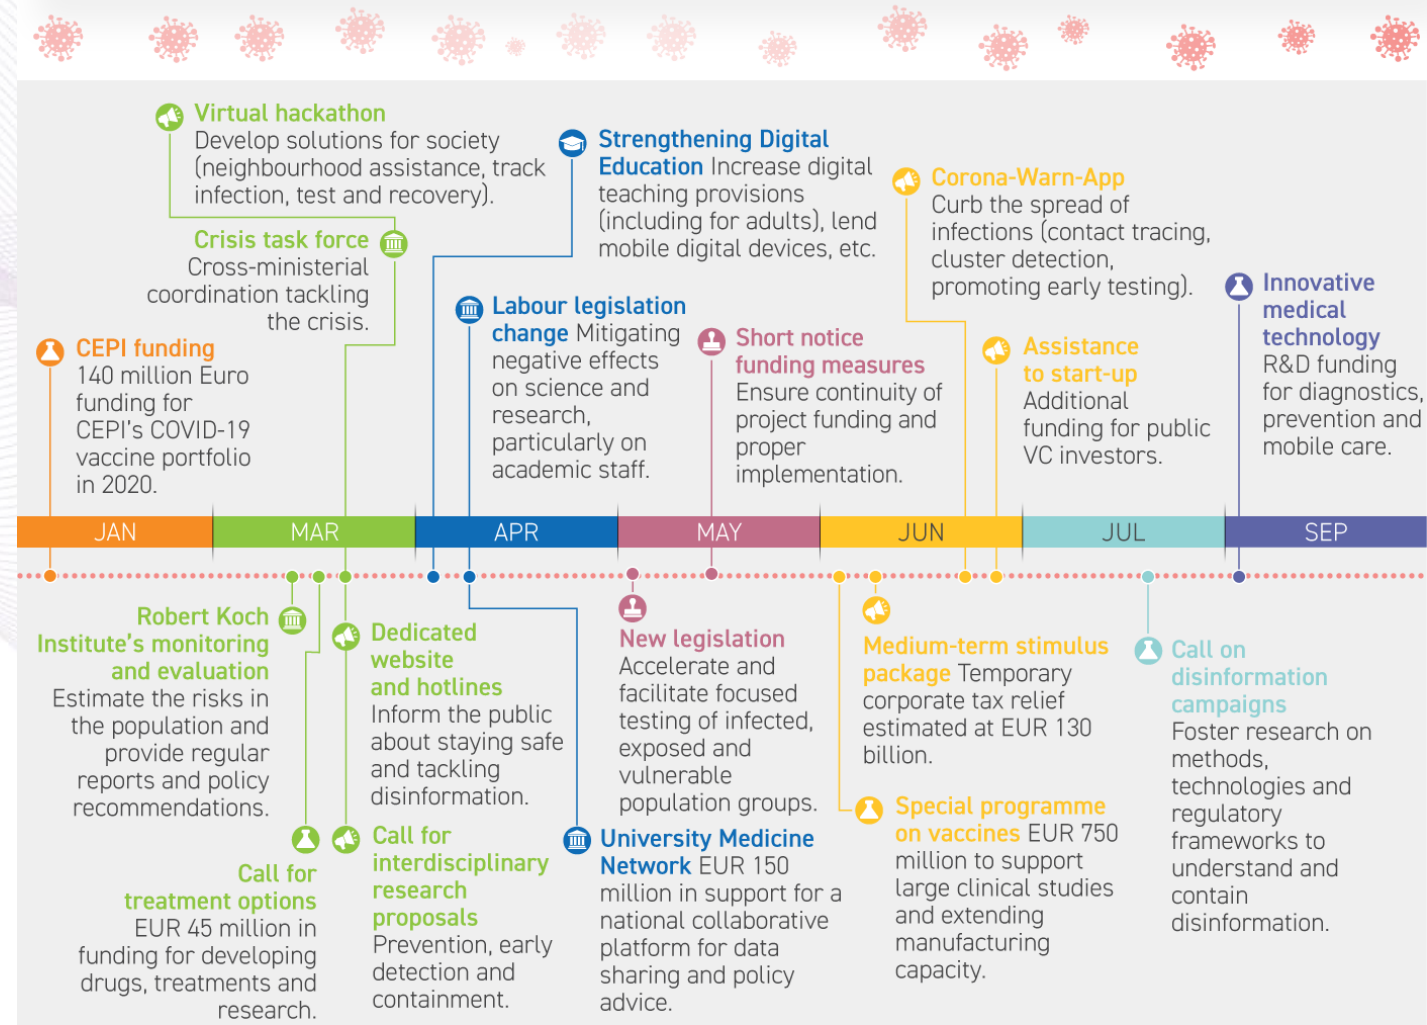 Virtual hackathon
Develop solutions for society
(neighbourhood assistance, track
infection, test and recovery).
Crisis task force
Cross-ministerial
coordination tackling
the crisis.
CEPI funding
140 million Euro
funding for
CEPI's COVID-19
vaccine portfolio
in 2020.
Strengthening Digital
Education Increase digital
teaching provisions
(including for adults), lend
mobile digital devices, etc.
Labour legislation
change Mitigating
negative effects
on science and
research,
particularly on
academic staff.
Short notice
funding measures
Ensure continuity of
project funding and
proper
implementation.
Corona-Warn-App
Curb the spread of
infections (contact tracing,
cluster detection,
promoting early testing).
Assistance
to start-up
Additional
funding for public
VC investors.
Innovative
medical
technology
R&D funding
for diagnostics,
prevention and
mobile care.
JAN
MAR
APR
MAY
JUN
JUL
SEP
Robert Koch
Institute's monitoring
and evaluation
Estimate the risks in
the population and
provide regular
reports and policy
recommendations.
Call for
treatment options
EUR 45 million in
funding for developing
drugs, treatments and
research.
Dedicated
website
and hotlines
Inform the public
about staying safe
and tackling
disinformation.
Call for
interdisciplinary
research
proposals
Prevention, early
detection and
containment.
University Medicine
Network EUR 150
million in support for a
national collaborative
platform for data
sharing and policy
advice.
New legislation
Accelerate and
facilitate focused
testing of infected,
exposed and
vulnerable
population groups.
Medium-term stimulus
package Temporary
corporate tax relief
estimated at EUR 130
billion.
Special programme
on vaccines EUR 750
million to support
large clinical studies
and extending
manufacturing
capacity.
Call on
disinformation
campaigns
Foster research on
methods,
technologies and
regulatory
frameworks to
understand and
contain
disinformation.